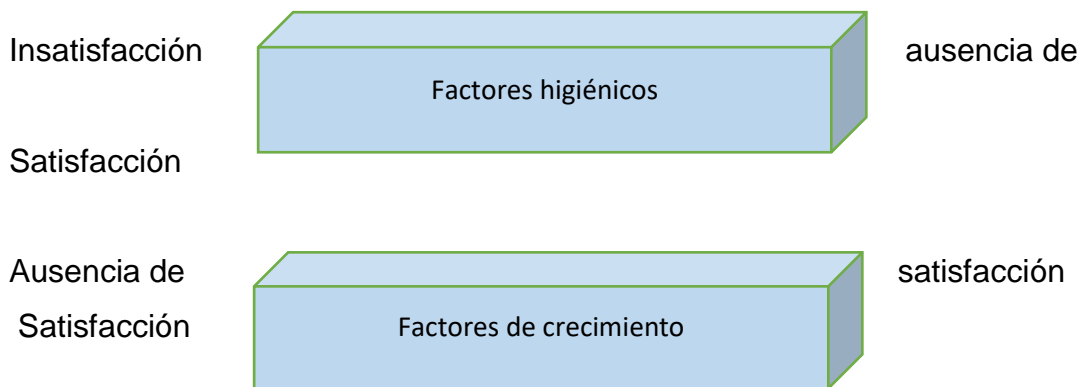 Insatisfacción ausencia de
Factores higiénicos
Satisfacción
Ausencia de satisfacción
Satisfacción Factores de crecimiento